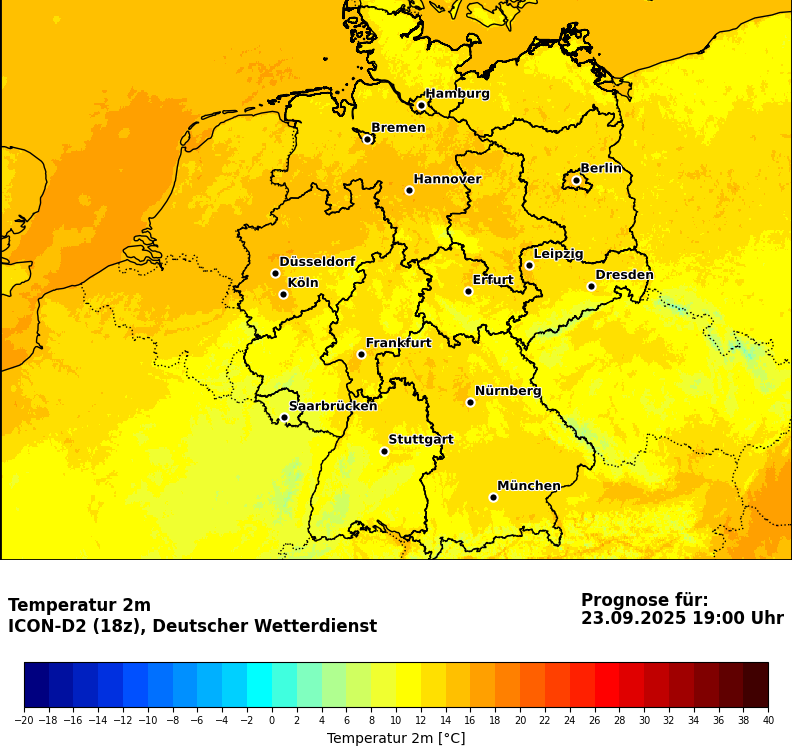 Hamburg
Bremen
Berlin
Hannover
Leipzig
Düsseldorf
Dresden
Erfurt
Köln
Frankfurt
Nürnberg
Saarbrücken
Stuttgart
München
Temperatur 2m
ICON-D2 (18z), Deutscher Wetterdienst
Prognose für:
23.09.2025 19:00 Uhr
−20 −18 −16 −14 −12 −10 −8 −6 −4 −2 0 2 4 6 8 10 12 14 16 18 20 22 24 26 28 30 32 34 36 38 40
Temperatur 2m [°C]